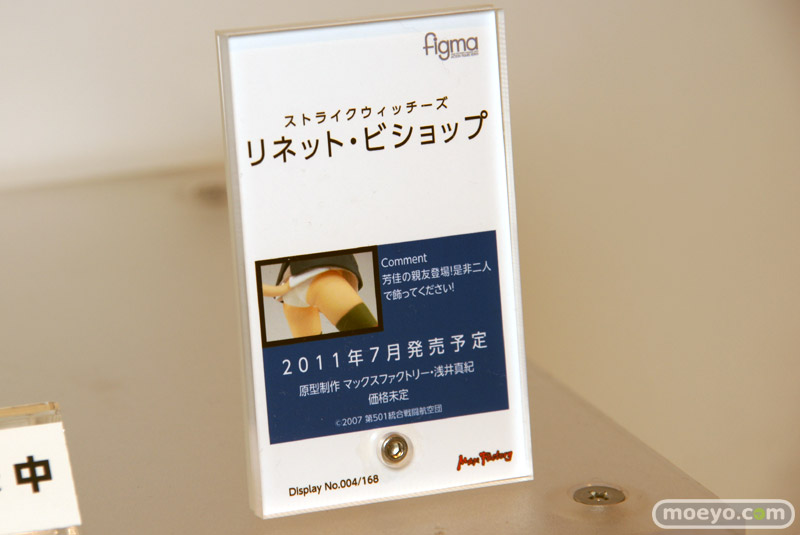 figma
ストライクウィッチーズ
リネット・ビショップ
Comment
芳佳の親友登場!是非二人
で飾ってください!
2011年7月発売予定
原型制作 マックスファクトリー・浅井真紀
価格未定
©2007 第501統合戦闘航空団
Max Factory
Display No.004/168
中
moeyo.com